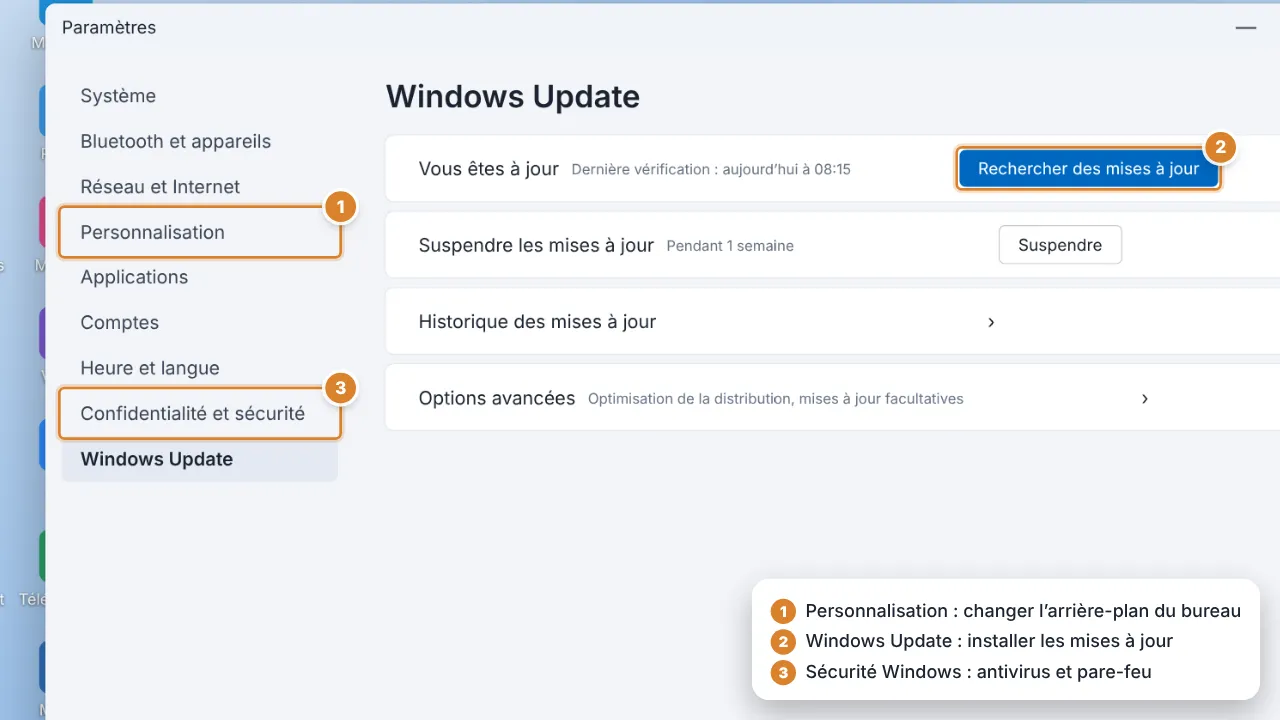 Paramètres
Système
Bluetooth et appareils
Réseau et Internet
Personnalisation
1
Applications
Comptes
Heure et langue
Confidentialité et sécurité
3
Windows Update
Windows Update
Vous êtes à jour Dernière vérification : aujourd’hui à 08:15
Rechercher des mises à jour
2
Suspendre les mises à jour Pendant 1 semaine
Suspendre
Historique des mises à jour
Options avancées Optimisation de la distribution, mises à jour facultatives
1 Personnalisation : changer l’arrière-plan du bureau
2 Windows Update : installer les mises à jour
3 Sécurité Windows : antivirus et pare-feu